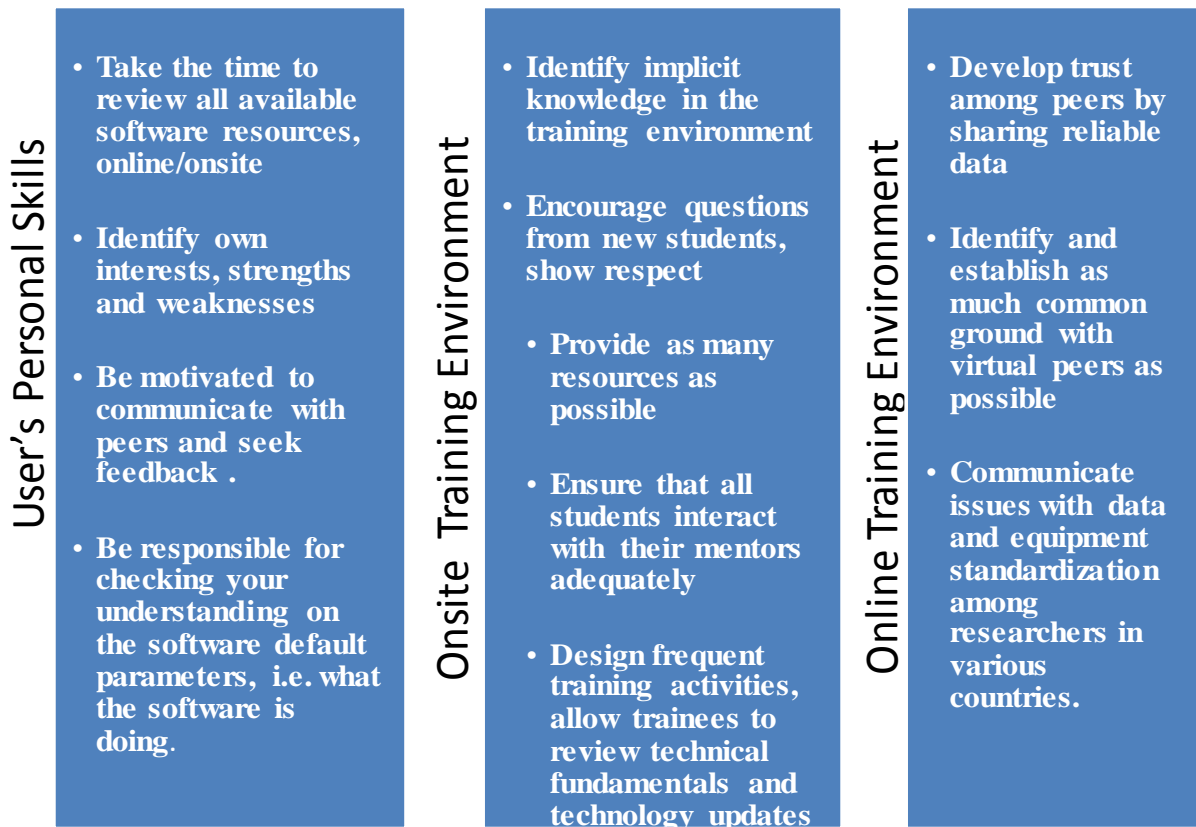 User's Personal Skills
• Take the time to
review all available
software resources,
online/onsite
• Identify own
interests, strengths
and weaknesses
• Be motivated to
communicate with
peers and seek
feedback .
• Be responsible for
checking your
understanding on
the software default
parameters, i.e. what
the software is
doing.
Onsite Training Environment
• Identify implicit
knowledge in the
training environment
• Encourage questions
from new students,
show respect
• Provide as many
resources as
possible
• Ensure that all
students interact
with their mentors
adequately
• Design frequent
training activities,
allow trainees to
review technical
fundamentals and
technology updates
Online Training Environment
• Develop trust
among peers by
sharing reliable
data
• Identify and
establish as
much common
ground with
virtual peers as
possible
• Communicate
issues with data
and equipment
standardization
among
researchers in
various
countries.